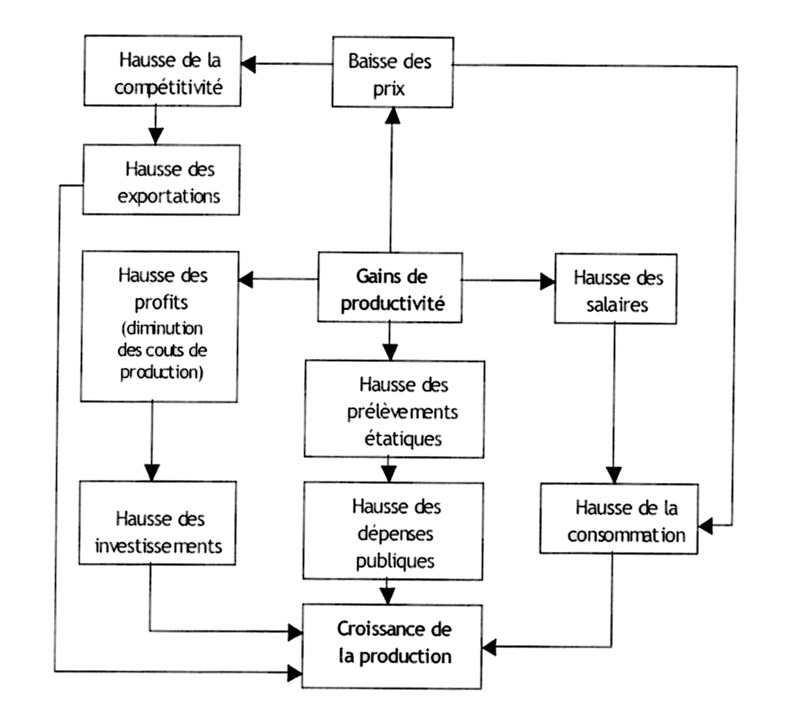 Hausse de la
compétitivité
Baisse des
prix
Hausse des
exportations
Hausse des
profits
(diminution
des couts de
production)
Gains de
productivité
Hausse des
salaires
Hausse des
prélèvements
étatiques
Hausse des
investissements
Hausse des
dépenses
publiques
Hausse de la
consommation
Croissance de
la production